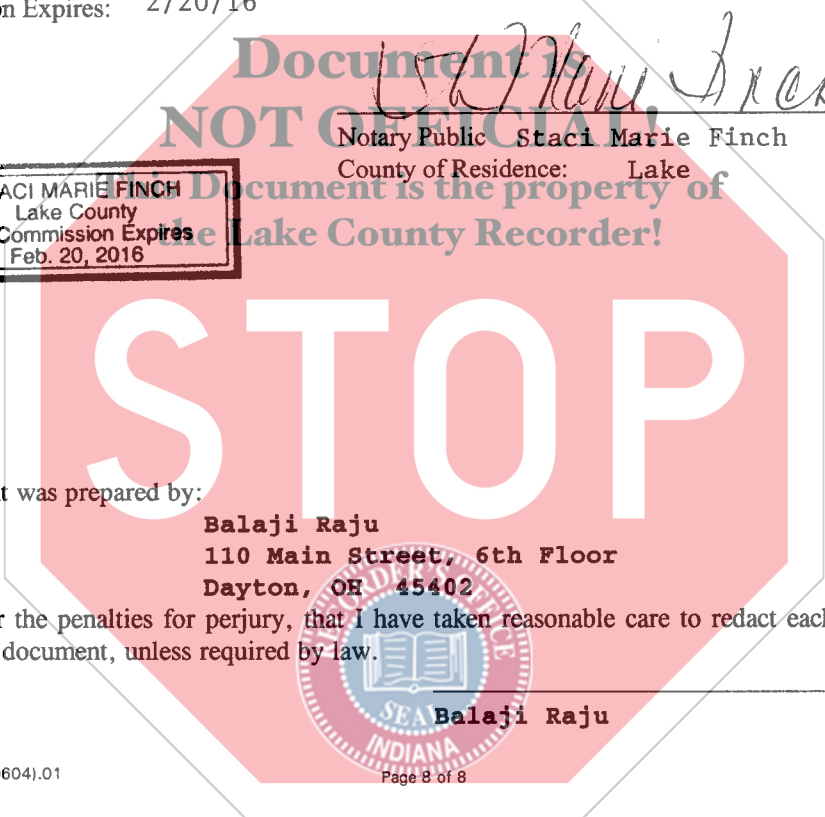 n Expires: 2/20/16
Document is
NOT OFFICIAL!
Notary Public Staci Marie Finch
County of Residence: Lake
This Document is the property of
the Lake County Recorder!
ACI MARIE FINCH
Lake County
Commission Expires
Feb. 20, 2016
STOP
t was prepared by:
Balaji Raju
110 Main Street, 6th Floor
Dayton, OH 45402
r the penalties for perjury, that I have taken reasonable care to redact eac
document, unless required by law.
RECORDER'S OFFICE
SEAL
INDIANA
Balaji Raju
604).01
Page 8 of 8